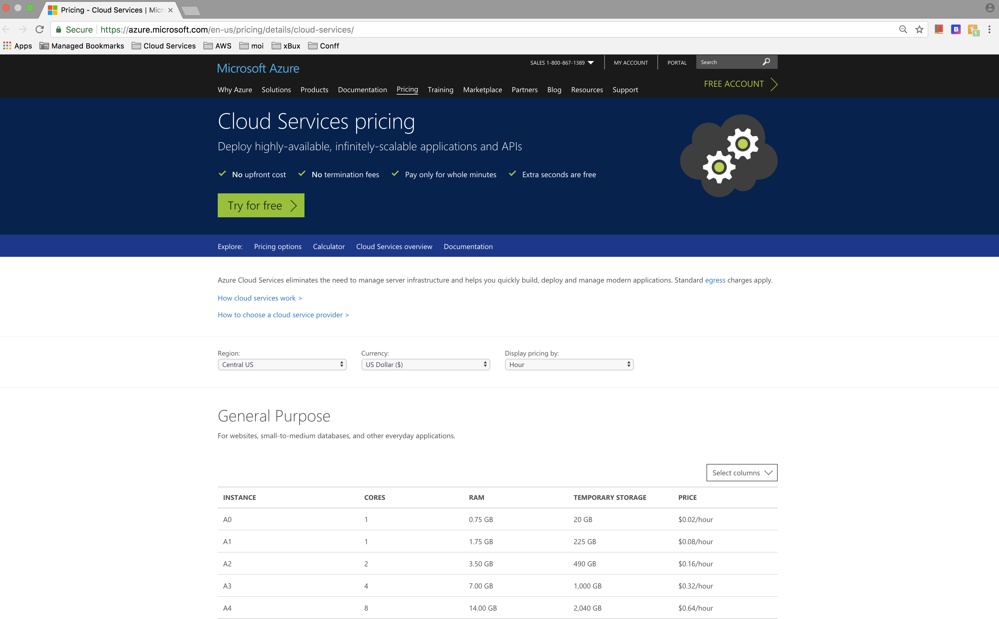 Pricing - Cloud Services | Micr
Secure https://azure.microsoft.com/en-us/pricing/details/cloud-services/
B
1
Apps Managed Bookmarks Cloud Services AWS moi xBux Conff
SALES 1-800-867-1389 MY ACCOUNT PORTAL Search
Microsoft Azure
FREE ACCOUNT
Why Azure Solutions Products Documentation Pricing Training Marketplace Partners Blog Resources Support
Cloud Services pricing
Deploy highly-available, infinitely-scalable applications and APIs
No upfront cost No termination fees Pay only for whole minutes Extra seconds are free
Try for free
Explore: Pricing options Calculator Cloud Services overview Documentation
Azure Cloud Services eliminates the need to manage server infrastructure and helps you quickly build, deploy and manage modern applications. Standard egress charges apply.
How cloud services work >
How to choose a cloud service provider >
Region: Currency: Display pricing by:
Central US US Dollar ($) Hour
General Purpose
For websites, small-to-medium databases, and other everyday applications.
Select columns
INSTANCE CORES RAM TEMPORARY STORAGE PRICE
A0 1 0.75 GB 20 GB $0.02/hour
A1 1 1.75 GB 225 GB $0.08/hour
A2 2 3.50 GB 490 GB $0.16/hour
A3 4 7.00 GB 1,000 GB $0.32/hour
A4 8 14.00 GB 2,040 GB $0.64/hour